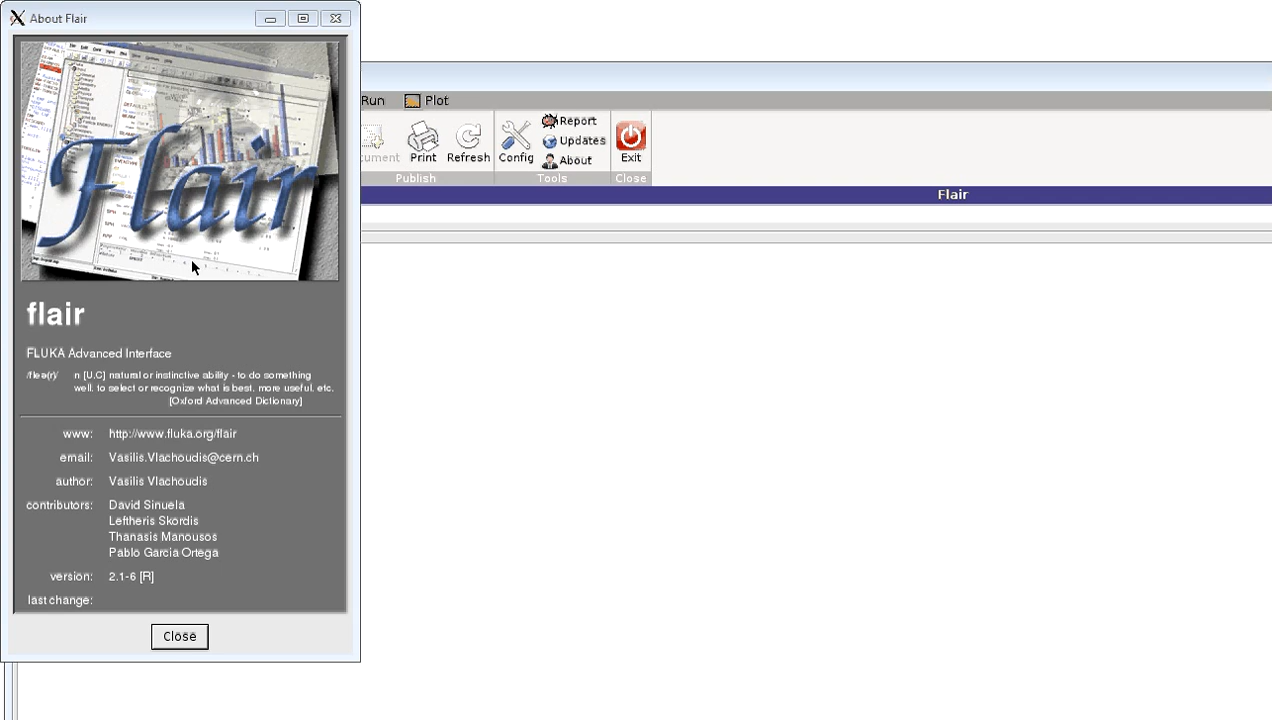 About Flair
Flair
flair
FLUKA Advanced Interface
/fleə(r)/ n [U,C] natural or instinctive ability - to do something
well, to select or recognize what is best, more useful, etc.
[Oxford Advanced Dictionary]
www: http://www.fluka.org/flair
email: Vasilis.Vlachoudis@cern.ch
author: Vasilis Vlachoudis
contributors: David Sinuela
Leftheris Skordis
Thanasis Manousos
Pablo Garcia Ortega
version: 2.1-6 [R]
last change:
Close
Run Plot
Print Refresh Config Report Updates About Exit
Publish Tools Close
Flair